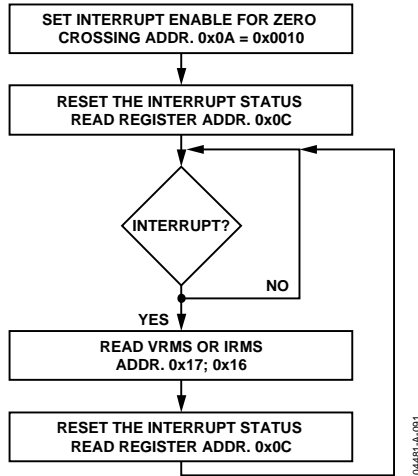 SET INTERRUPT ENABLE FOR ZERO
CROSSING ADDR. 0x0A = 0x0010
RESET THE INTERRUPT STATUS
READ REGISTER ADDR. 0x0C
INTERRUPT?
NO
YES
READ VRMS OR IRMS
ADDR. 0x17; 0x16
RESET THE INTERRUPT STATUS
READ REGISTER ADDR. 0x0C
04481-A-091